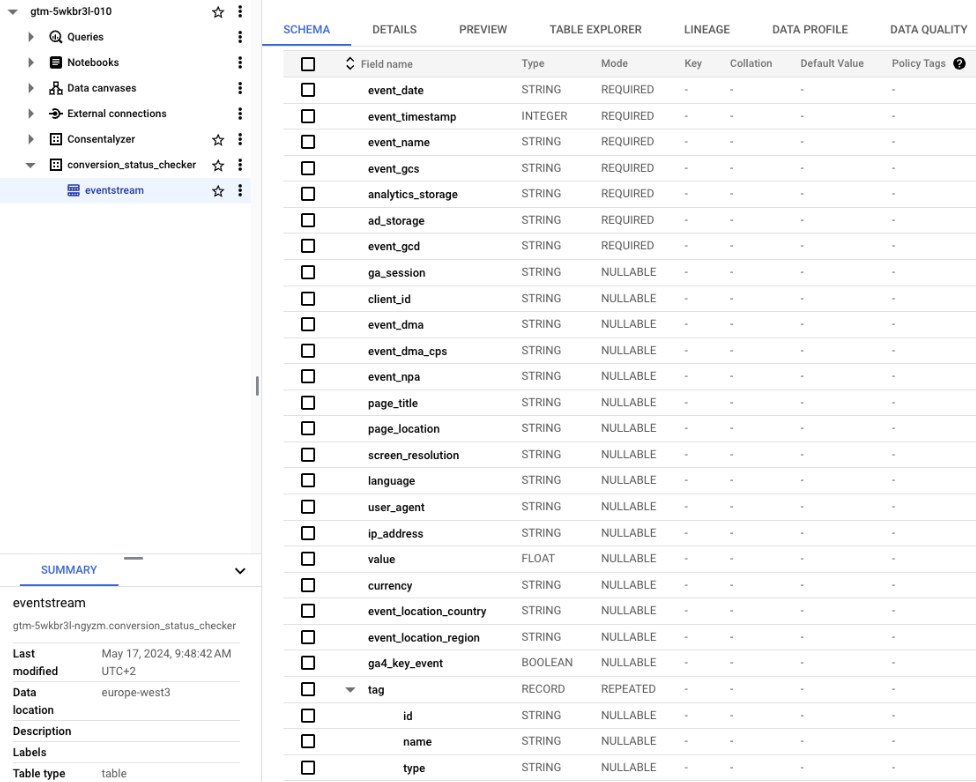 gtm-5wkbr3l-010
Queries
Notebooks
Data canvases
External connections
Consentalyzer
conversion_status_checker
eventstream
SUMMARY
eventstream
gtm-5wkbr3l-ngyzm.conversion_status_checker
Last modified May 17, 2024, 9:48:42 AM UTC+2
Data location europe-west3
Description
Labels
Table type table
SCHEMA DETAILS PREVIEW TABLE EXPLORER LINEAGE DATA PROFILE DATA QUALITY
Field name Type Mode Key Collation Default Value Policy Tags ?
event_date STRING REQUIRED - - - -
event_timestamp INTEGER REQUIRED - - - -
event_name STRING REQUIRED - - - -
event_gcs STRING REQUIRED - - - -
analytics_storage STRING REQUIRED - - - -
ad_storage STRING REQUIRED - - - -
event_gcd STRING REQUIRED - - - -
ga_session STRING NULLABLE - - - -
client_id STRING NULLABLE - - - -
event_dma STRING NULLABLE - - - -
event_dma_cps STRING NULLABLE - - - -
event_npa STRING NULLABLE - - - -
page_title STRING NULLABLE - - - -
page_location STRING NULLABLE - - - -
screen_resolution STRING NULLABLE - - - -
language STRING NULLABLE - - - -
user_agent STRING NULLABLE - - - -
ip_address STRING NULLABLE - - - -
value FLOAT NULLABLE - - - -
currency STRING NULLABLE - - - -
event_location_country STRING NULLABLE - - - -
event_location_region STRING NULLABLE - - - -
ga4_key_event BOOLEAN NULLABLE - - - -
tag RECORD REPEATED - - - -
id STRING NULLABLE - - - -
name STRING NULLABLE - - - -
type STRING NULLABLE - - - -